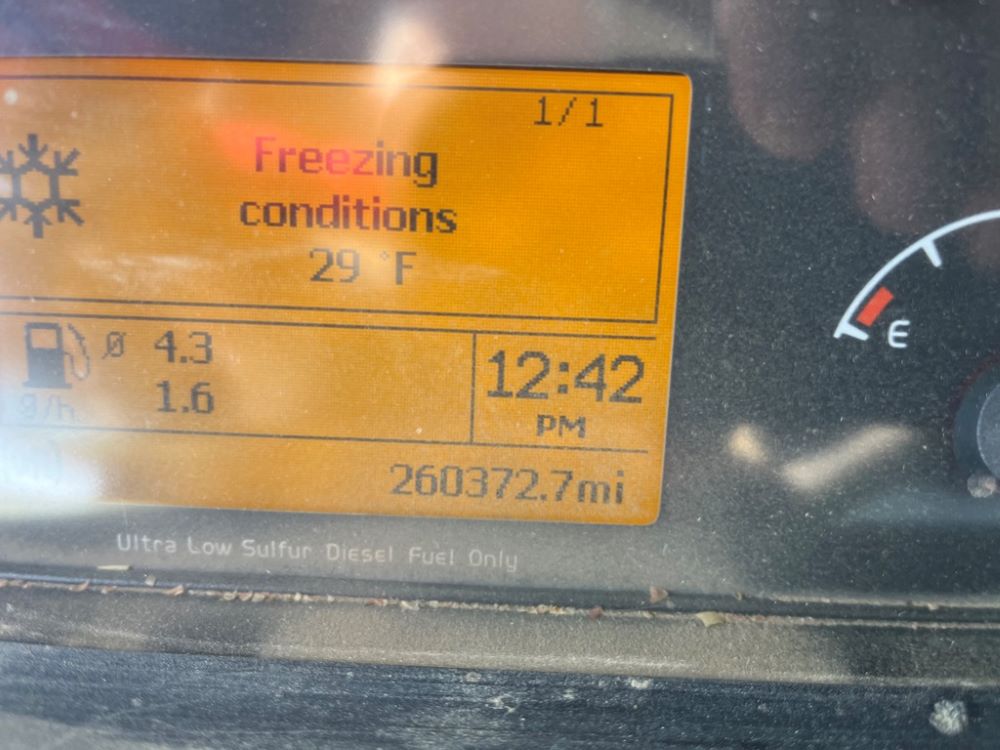 1/1
Freezing
conditions
29 °F
Ø 4.3
1.6
g/h
12:42
PM
260372.7mi
E
Ultra Low Sulfur Diesel Fuel Only